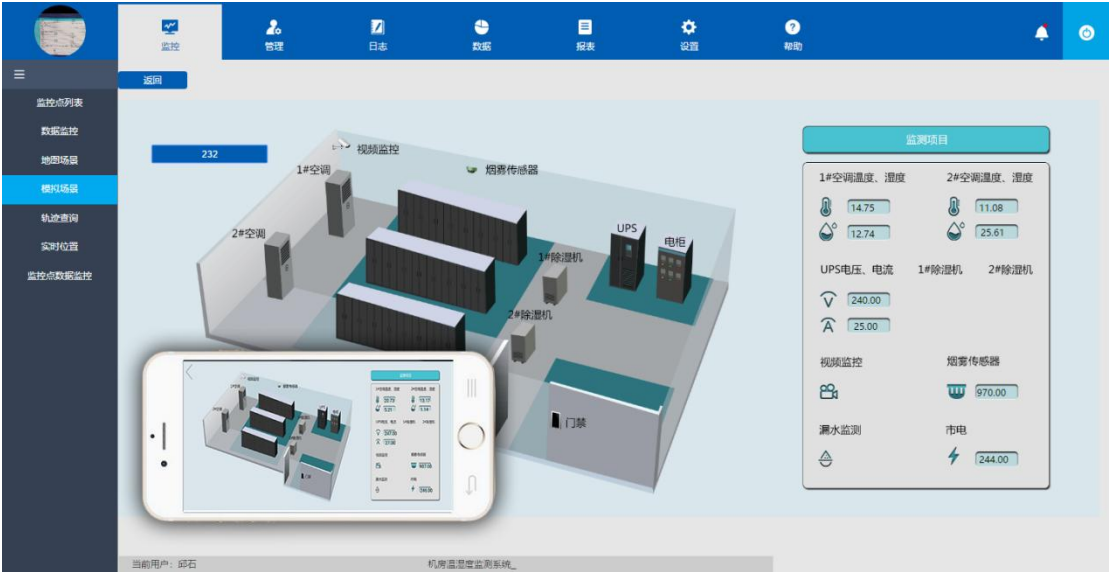 监控
管理
日志
数据
报表
设置
帮助
返回
监控点列表
数据监控
地图场景
模拟场景
轨迹查询
实时位置
监控点数据监控
232
视频监控
烟雾传感器
1#空调
2#空调
UPS
电柜
1#除湿机
2#除湿机
门禁
监测项目
1#空调温度、湿度 2#空调温度、湿度
14.75 11.08
12.74 25.61
UPS电压、电流 1#除湿机 2#除湿机
V 240.00
A 25.00
视频监控 烟雾传感器
970.00
漏水监测 市电
244.00
当前用户：邱石
机房温湿度监测系统_